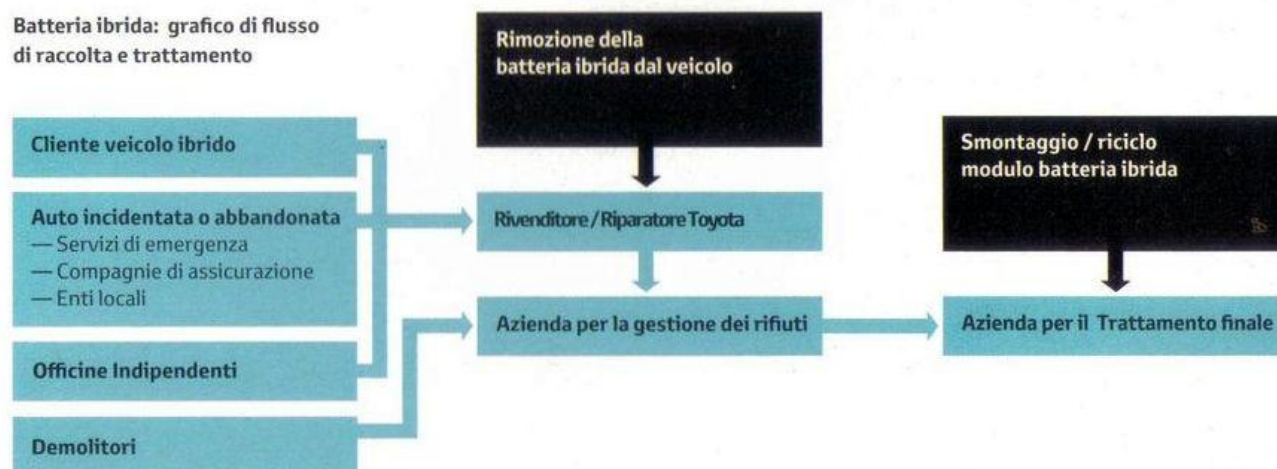 Batteria ibrida: grafico di flusso
di raccolta e trattamento
Rimozione della
batteria ibrida dal veicolo
Cliente veicolo ibrido
Smontaggio / riciclo
modulo batteria ibrida
Auto incidentata o abbandonata
— Servizi di emergenza
— Compagnie di assicurazione
— Enti locali
Rivenditore / Riparatore Toyota
Azienda per la gestione dei rifiuti
Azienda per il Trattamento finale
Officine Indipendenti
Demolitori